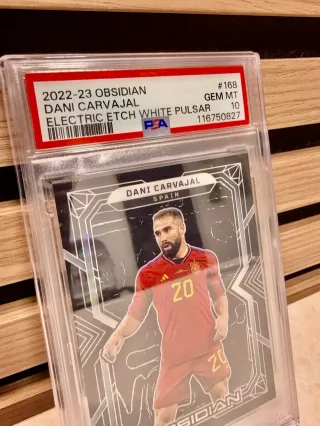 2022-23 OBSIDIAN #168
DANI CARVAJAL GEM MT
ELECTRIC ETCH WHITE PULSAR 10
PSA 116750827
DANI CARVAJAL
SPAIN
20
20
OBSIDIAN